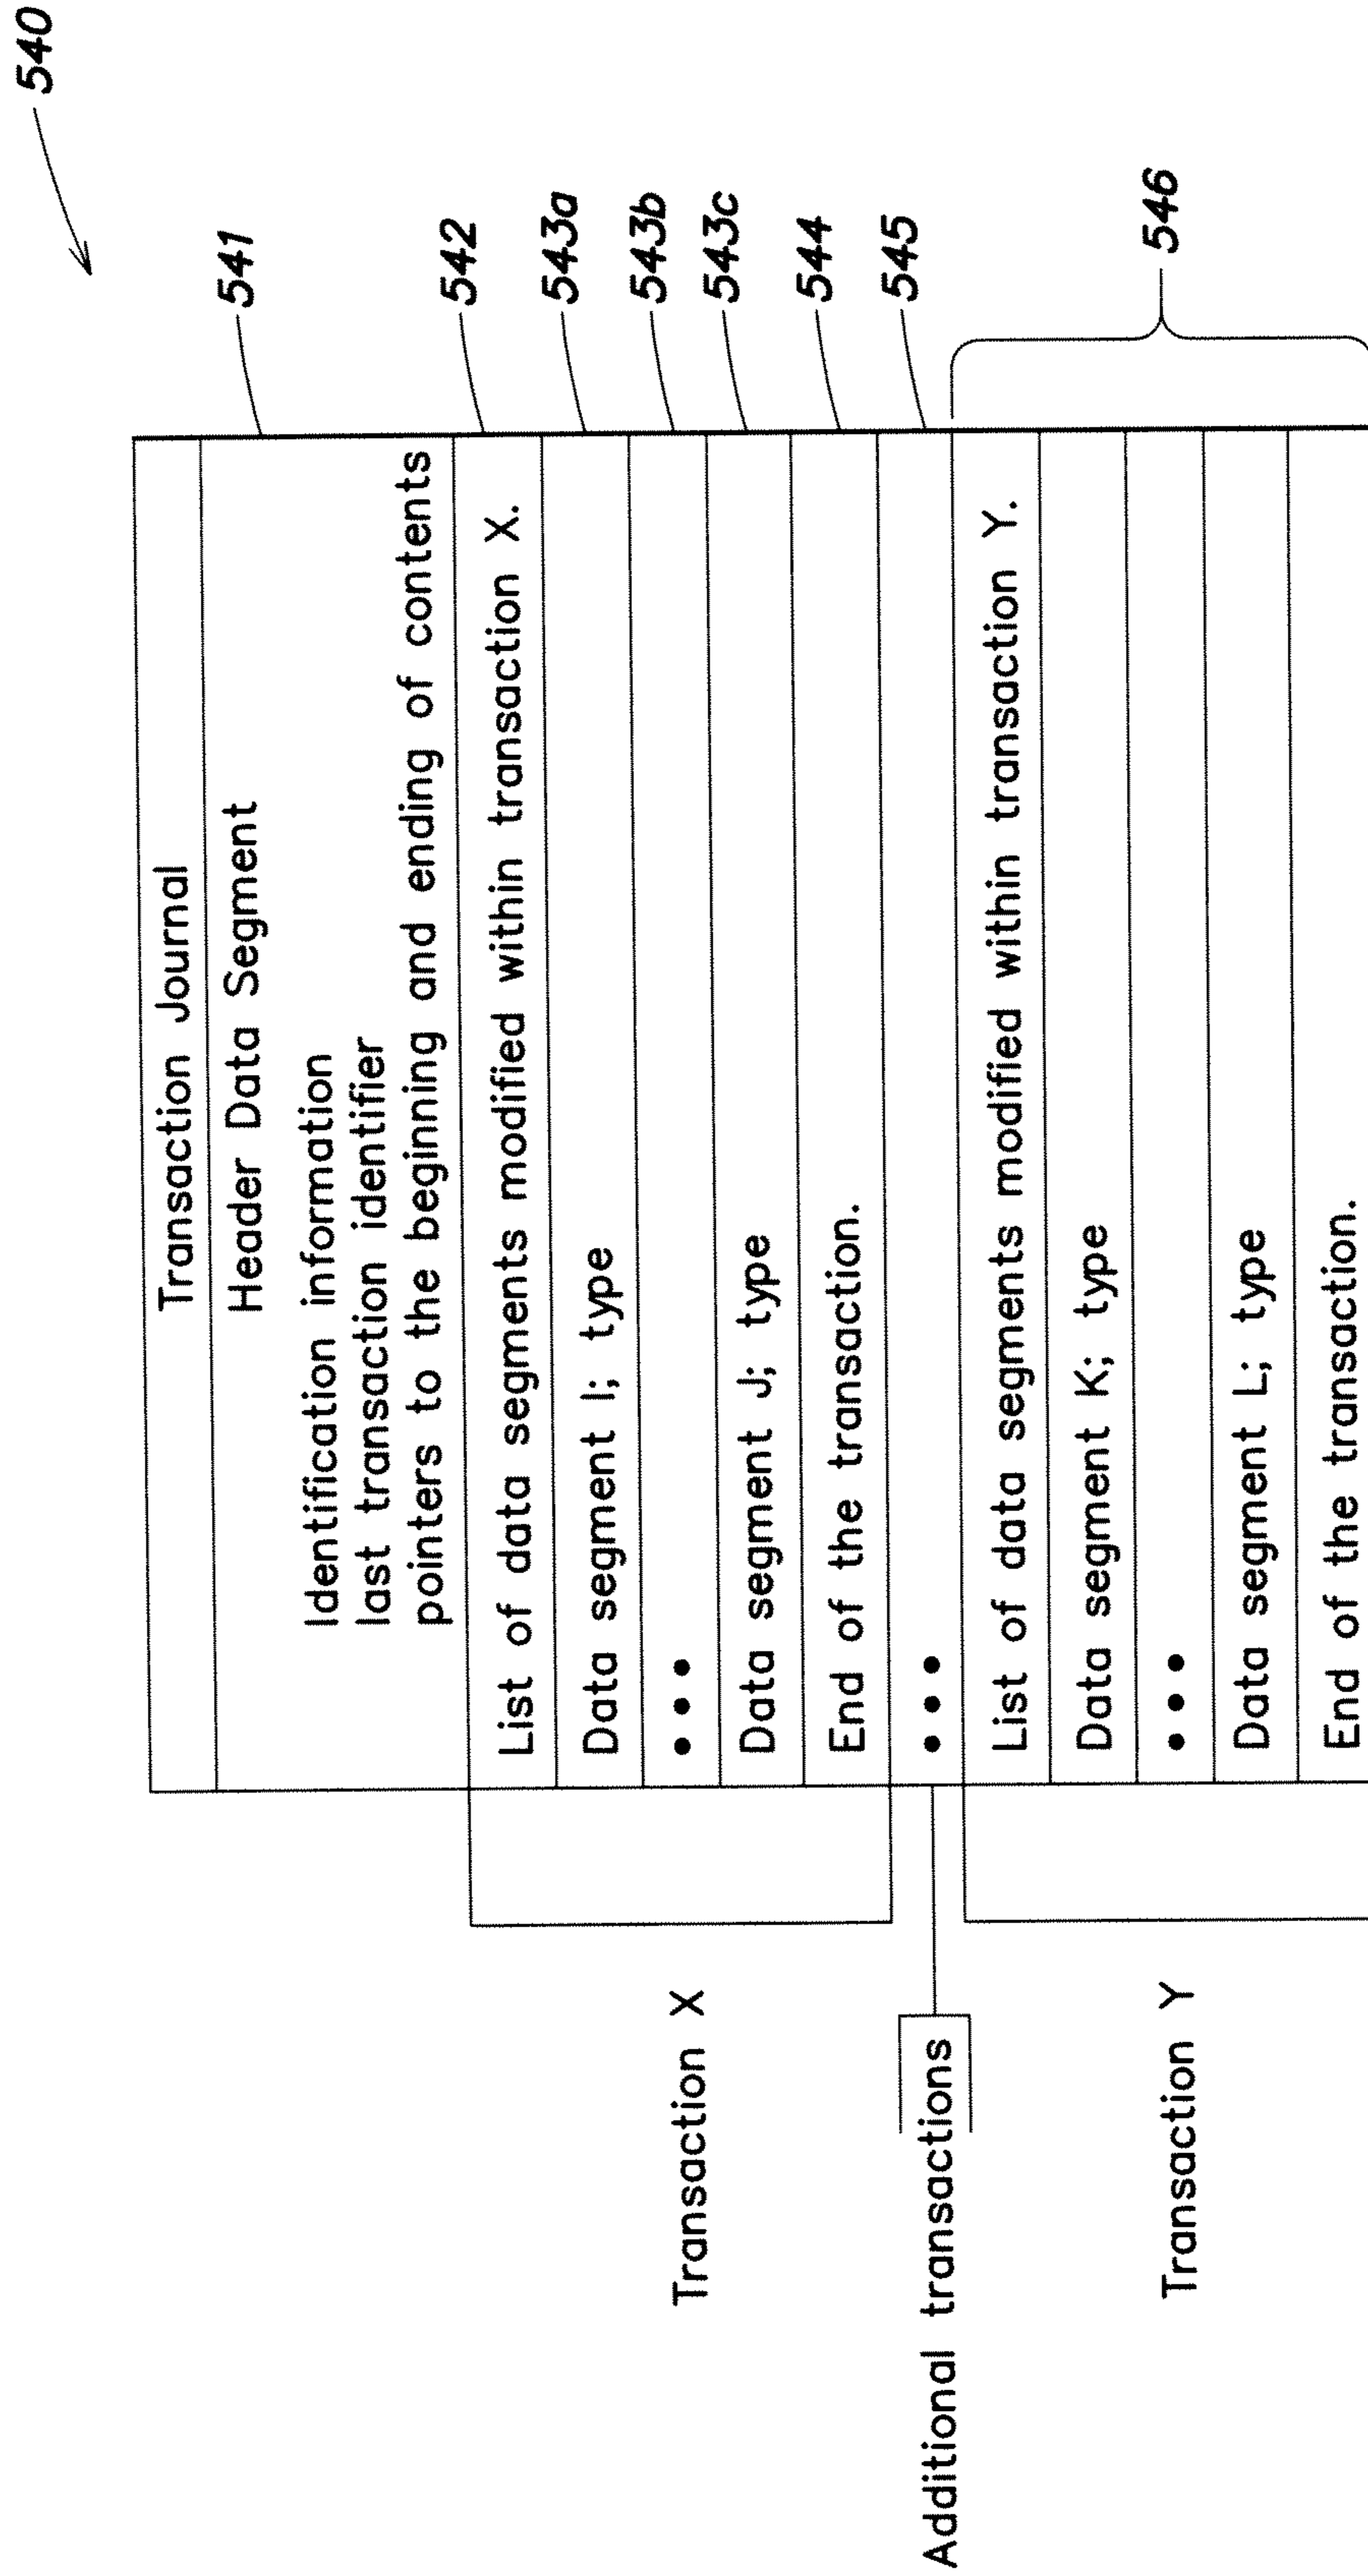 540
Transaction Journal
Header Data Segment
541
Identification information
last transaction identifier
pointers to the beginning and ending of contents
Transaction X
List of data segments modified within transaction X.
542
Data segment I; type
543a
•••
543b
Data segment J; type
543c
End of the transaction.
544
Additional transactions
•••
545
Transaction Y
List of data segments modified within transaction Y.
546
Data segment K; type
•••
Data segment L; type
End of the transaction.